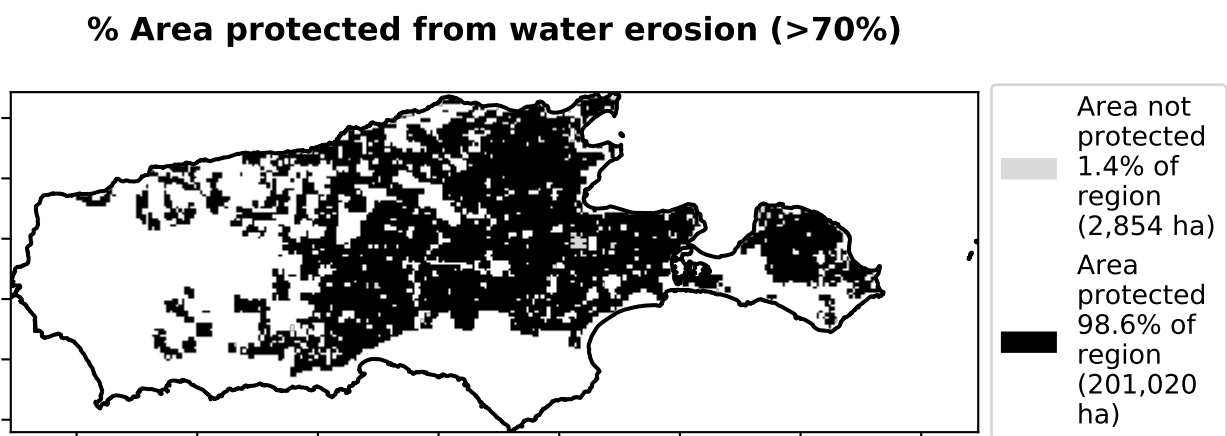 % Area protected from water erosion (>70%)
Area not
protected
1.4% of
region
(2,854 ha)
Area
protected
98.6% of
region
(201,020
ha)